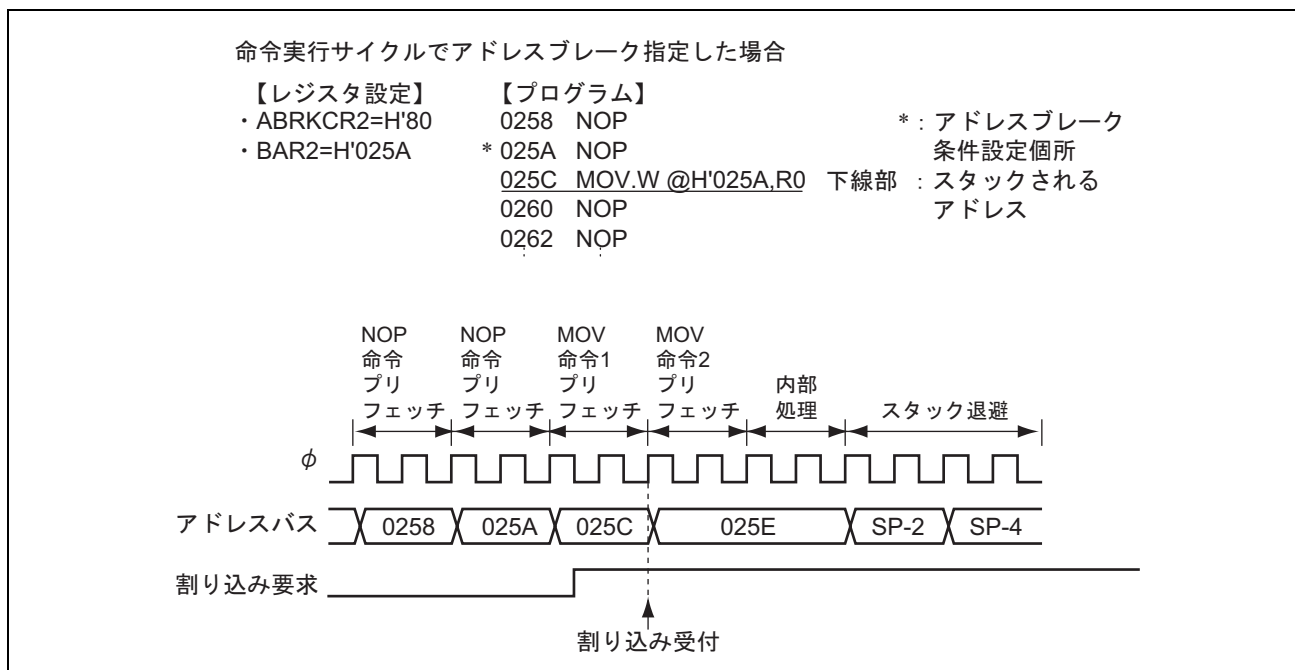 命令実行サイクルでアドレスブレーク指定した場合
【レジスタ設定】 【プログラム】
・ABRKCR2=H'80 0258 NOP *：アドレスブレーク
・BAR2=H'025A * 025A NOP 条件設定個所
025C MOV.W @H'025A,R0 下線部 ：スタックされる
0260 NOP アドレス
0262 NOP
NOP NOP MOV MOV
命令 命令 命令1 命令2
プリ プリ プリ プリ 内部
フェッチ フェッチ フェッチ フェッチ 処理 スタック退避
φ
アドレスバス 0258 025A 025C 025E SP-2 SP-4
割り込み要求
割り込み受付